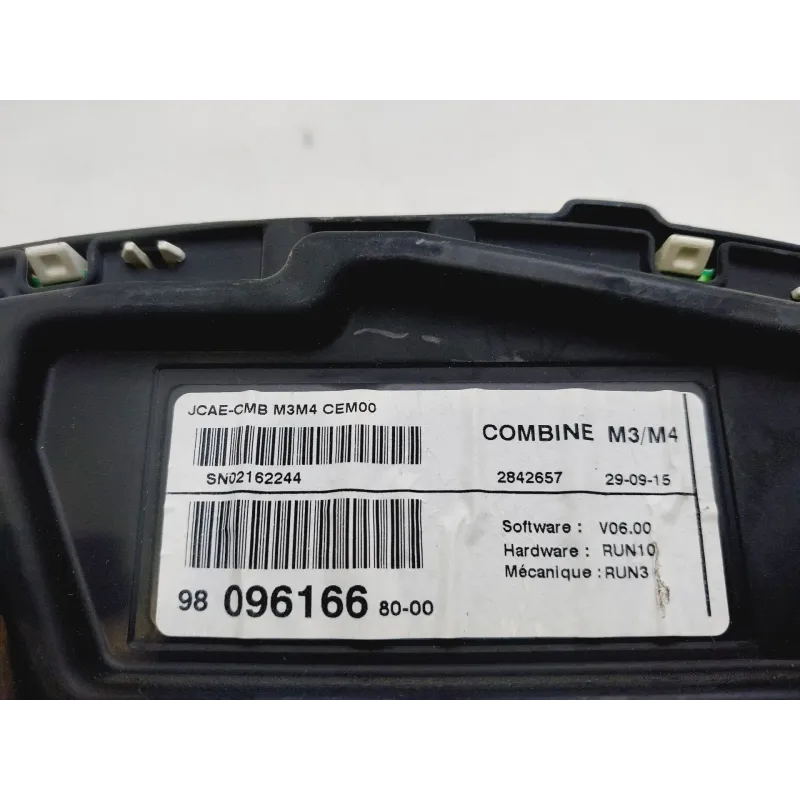 JCAE-CMB M3M4 CEM00
COMBINE M3/M4
SN02162244
2842657 29-09-15
Software : V06.00
Hardware : RUN10
Mécanique : RUN3
98 096166 80-00